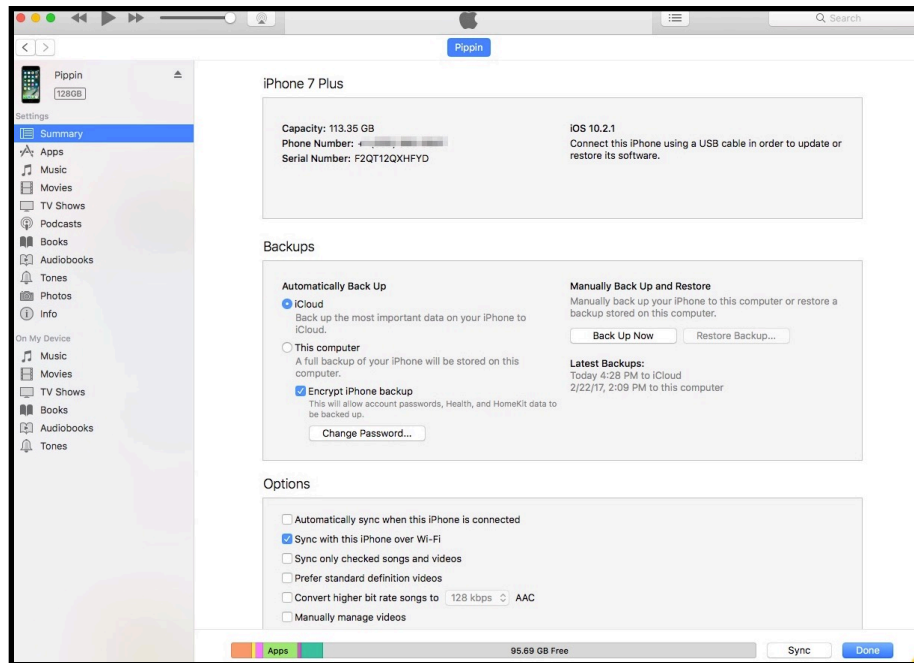 Search
Pippin
Pippin
128GB
Settings
Summary
Apps
Music
Movies
TV Shows
Podcasts
Books
Audiobooks
Tones
Photos
Info
On My Device
Music
Movies
TV Shows
Books
Audiobooks
Tones
iPhone 7 Plus
Capacity: 113.35 GB
Phone Number:
Serial Number: F2QT12QXHFYD
iOS 10.2.1
Connect this iPhone using a USB cable in order to update or
restore its software.
Backups
Automatically Back Up
iCloud
Back up the most important data on your iPhone to
iCloud.
This computer
A full backup of your iPhone will be stored on this
computer.
Encrypt iPhone backup
This will allow account passwords, Health, and HomeKit data to
be backed up.
Change Password...
Manually Back Up and Restore
Manually back up your iPhone to this computer or restore a
backup stored on this computer.
Back Up Now Restore Backup...
Latest Backups:
Today 4:28 PM to iCloud
2/22/17, 2:09 PM to this computer
Options
Automatically sync when this iPhone is connected
Sync with this iPhone over Wi-Fi
Sync only checked songs and videos
Prefer standard definition videos
Convert higher bit rate songs to 128 kbps AAC
Manually manage videos
Apps 95.69 GB Free Sync Done